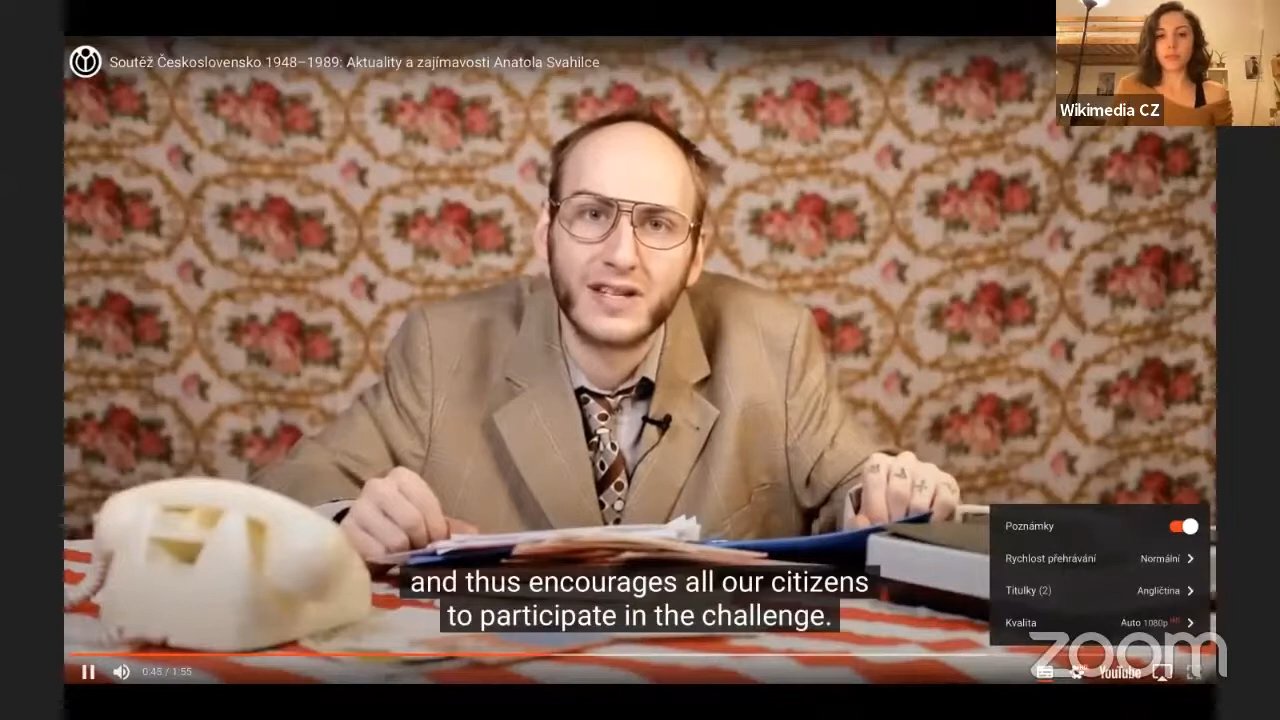 Soutěž Československo 1948–1989: Aktuality a zajímavosti Anatola Svahilce
Wikimedia CZ
Poznámky
Rychlost přehrávání Normální
Titulky (2) Angličtina
Kvalita Auto 1080p HD
and thus encourages all our citizens
to participate in the challenge.
0:45 / 1:55
YouTube
zoom